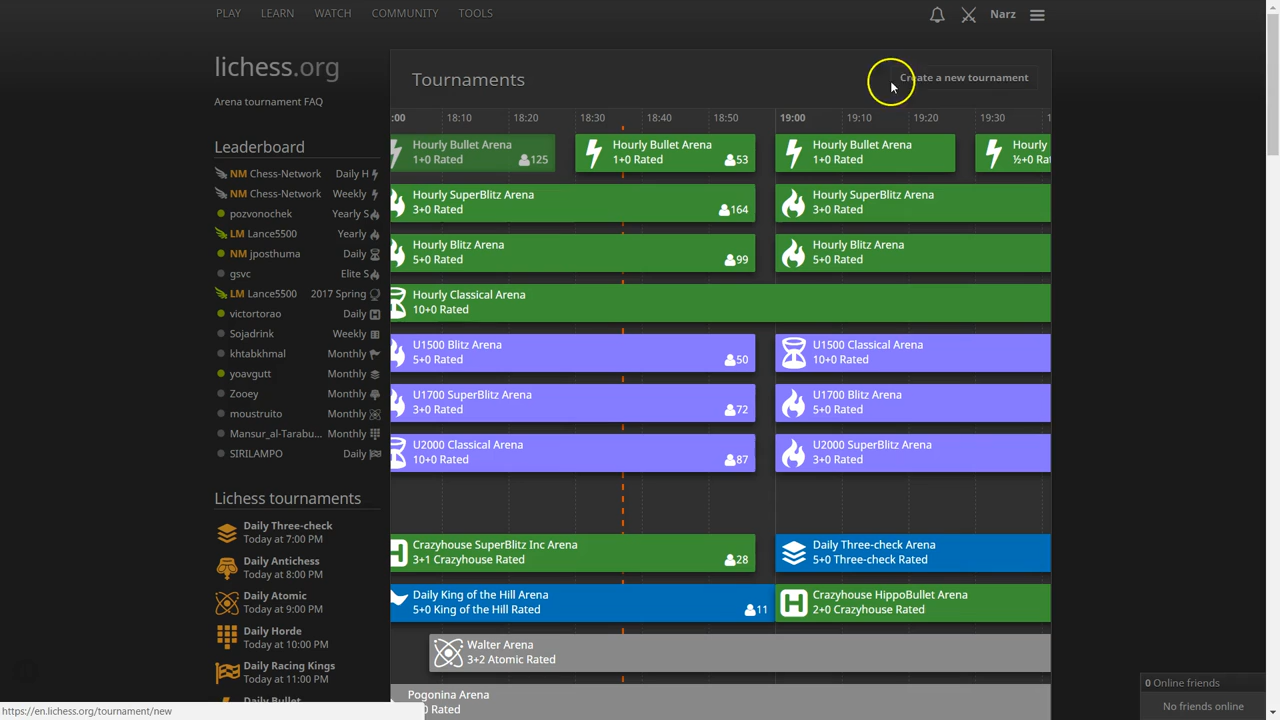 PLAY LEARN WATCH COMMUNITY TOOLS
Narz
lichess.org
Arena tournament FAQ
Leaderboard
NM Chess-Network Daily H
NM Chess-Network Weekly
pozvonochek Yearly S
LM Lance5500 Yearly
NM jposthuma Daily
gsvc Elite S
LM Lance5500 2017 Spring
victortorao Daily
Sojadrink Weekly
khtabkhmal Monthly
yoavgutt Monthly
Zooey Monthly
moustruito Monthly
Mansur_al-Tarabu... Monthly
SIRILAMPO Daily
Lichess tournaments
Daily Three-check
Today at 7:00 PM
Daily Antichess
Today at 8:00 PM
Daily Atomic
Today at 9:00 PM
Daily Horde
Today at 10:00 PM
Daily Racing Kings
Today at 11:00 PM
Daily Bullet
Tournaments
Create a new tournament
:00 18:10 18:20 18:30 18:40 18:50 19:00 19:10 19:20 19:30
Hourly Bullet Arena
1+0 Rated 125
Hourly Bullet Arena
1+0 Rated 53
Hourly Bullet Arena
1+0 Rated
Hourly
½+0 Ra
Hourly SuperBlitz Arena
3+0 Rated 164
Hourly SuperBlitz Arena
3+0 Rated
Hourly Blitz Arena
5+0 Rated 99
Hourly Blitz Arena
5+0 Rated
Hourly Classical Arena
10+0 Rated
U1500 Blitz Arena
5+0 Rated 50
U1500 Classical Arena
10+0 Rated
U1700 SuperBlitz Arena
3+0 Rated 72
U1700 Blitz Arena
5+0 Rated
U2000 Classical Arena
10+0 Rated 87
U2000 SuperBlitz Arena
3+0 Rated
Crazyhouse SuperBlitz Inc Arena
3+1 Crazyhouse Rated 28
Daily Three-check Arena
5+0 Three-check Rated
Daily King of the Hill Arena
5+0 King of the Hill Rated 11
Crazyhouse HippoBullet Arena
2+0 Crazyhouse Rated
Walter Arena
3+2 Atomic Rated
Pogonina Arena
0 Rated
0 Online friends
No friends online
https://en.lichess.org/tournament/new